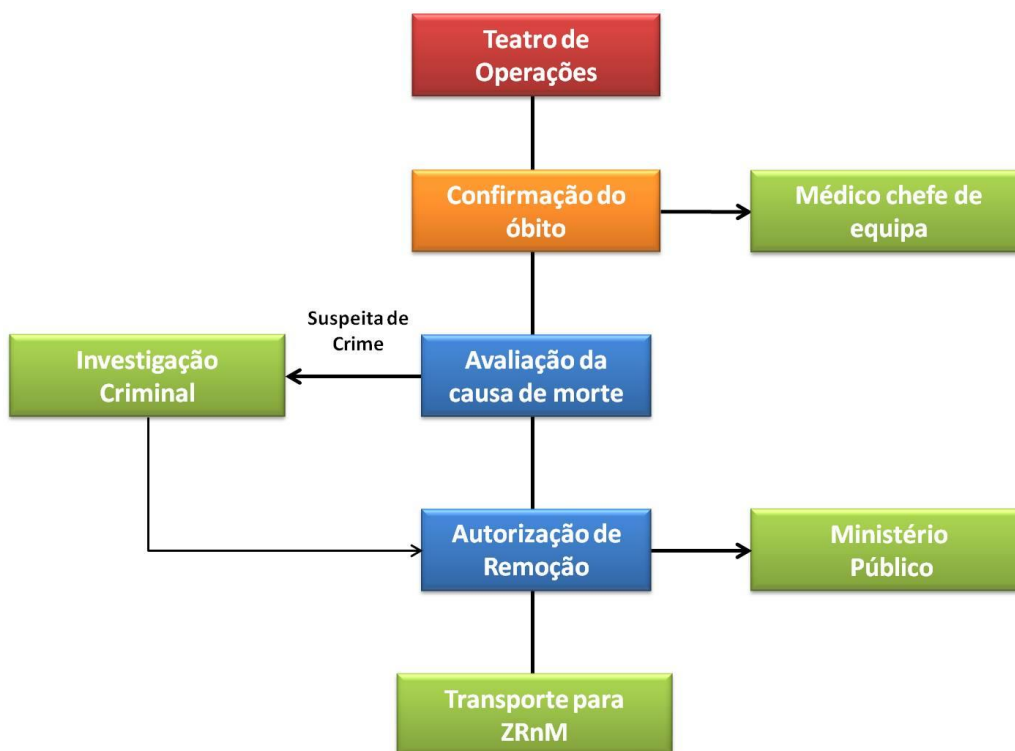 Teatro de
Operações
Confirmação do
óbito
Médico chefe de
equipa
Suspeita de
Crime
Investigação
Criminal
Avaliação da
causa de morte
Autorização de
Remoção
Ministério
Público
Transporte para
ZRnM